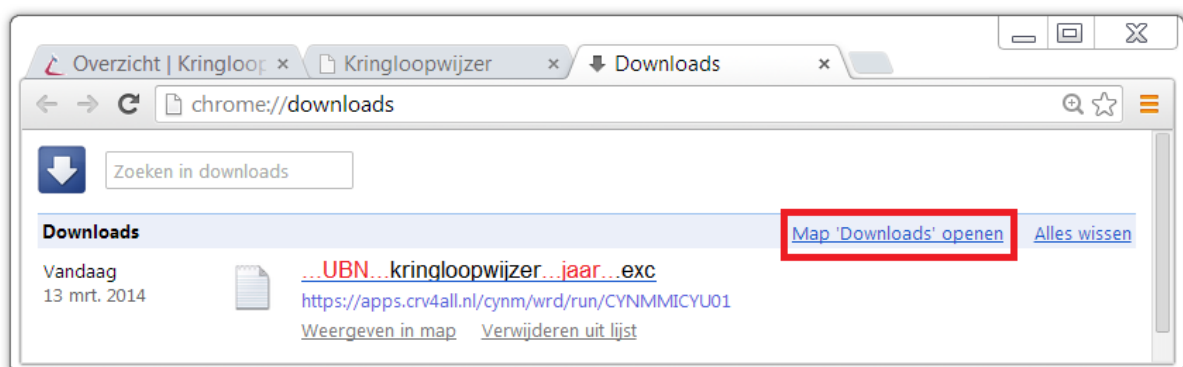 Overzicht | Kringloop
Kringloopwijzer
Downloads
chrome://downloads
Zoeken in downloads
Downloads
Map 'Downloads' openen
Alles wissen
Vandaag
...UBN...kringloopwijzer...jaar...exc
13 mrt. 2014
https://apps.crv4all.nl/cynm/wrd/run/CYNMMICYU01
Weergeven in map
Verwijderen uit lijst